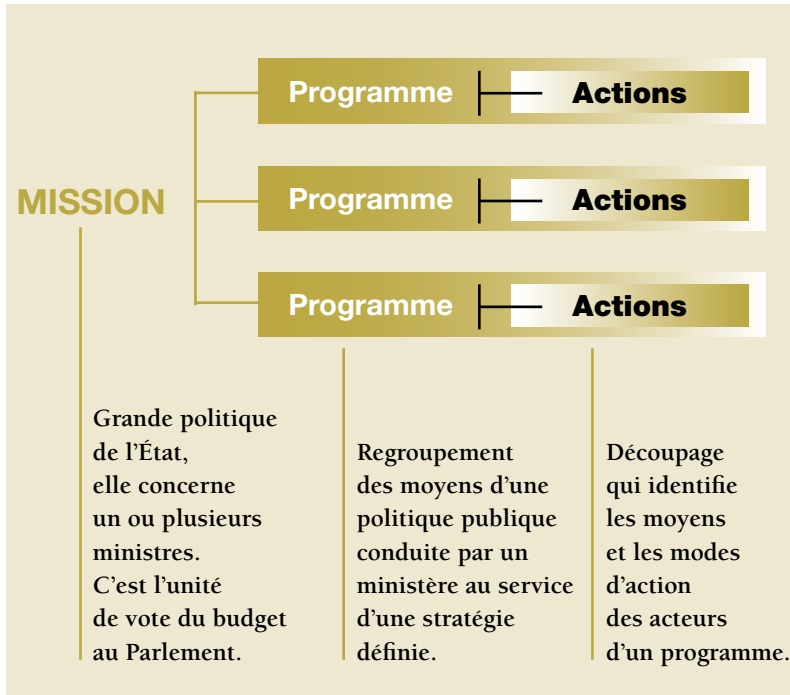 Programme Actions
MISSION
Programme Actions
Programme Actions
Grande politique
de l’État,
elle concerne
un ou plusieurs
ministres.
C’est l’unité
de vote du budget
au Parlement.
Regroupement
des moyens d’une
politique publique
conduite par un
ministère au service
d’une stratégie
définie.
Découpage
qui identifie
les moyens
et les modes
d’action
des acteurs
d’un programme.